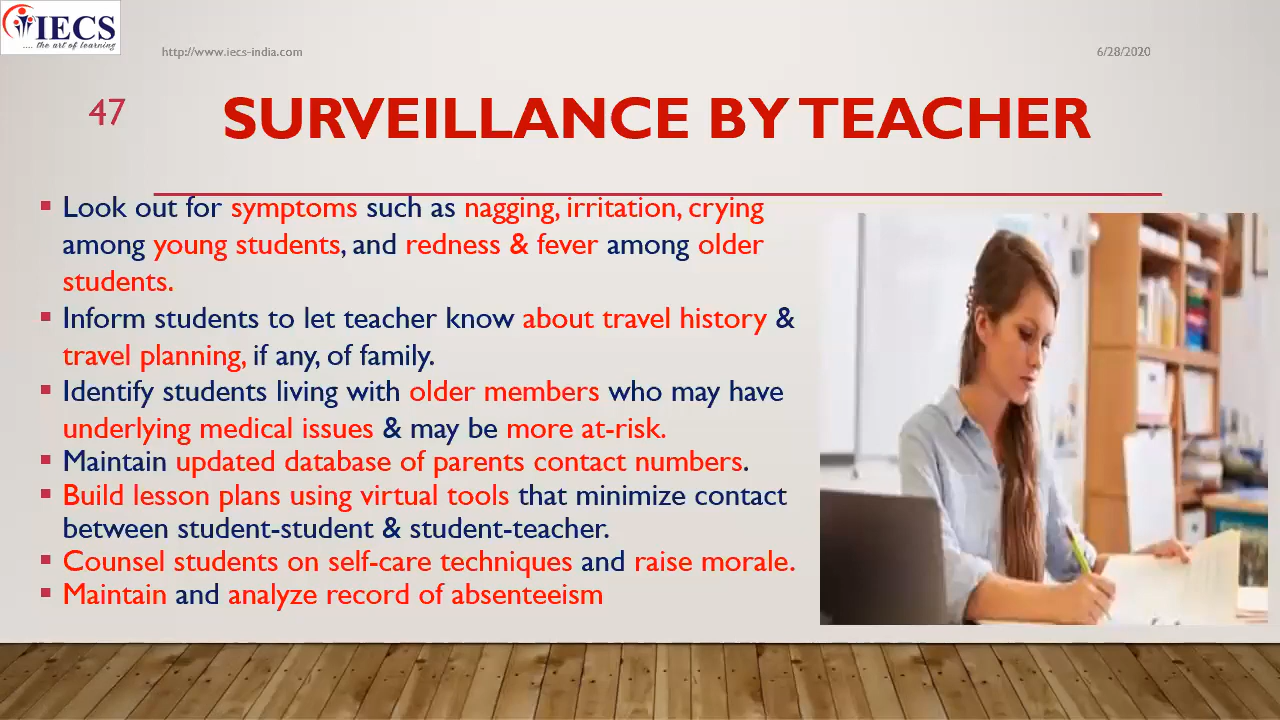 IECS
.... the art of learning
http://www.iecs-india.com
6/28/2020
47
SURVEILLANCE BY TEACHER
Look out for symptoms such as nagging, irritation, crying
among young students, and redness & fever among older
students.
Inform students to let teacher know about travel history &
travel planning, if any, of family.
Identify students living with older members who may have
underlying medical issues & may be more at-risk.
Maintain updated database of parents contact numbers.
Build lesson plans using virtual tools that minimize contact
between student-student & student-teacher.
Counsel students on self-care techniques and raise morale.
Maintain and analyze record of absenteeism